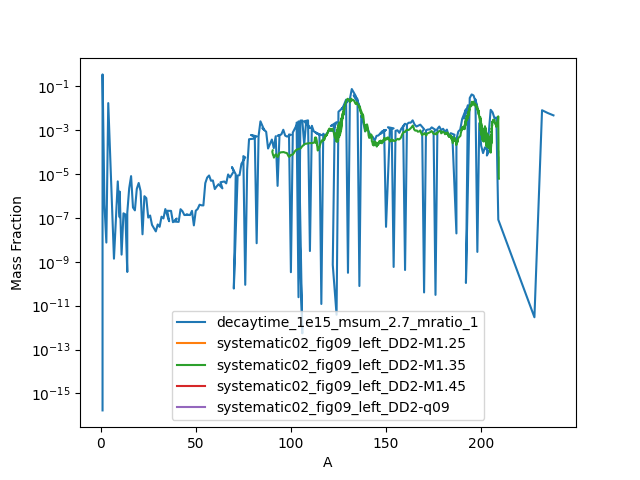 Mass Fraction
10⁻¹
10⁻³
10⁻⁵
10⁻⁷
10⁻⁹
10⁻¹¹
10⁻¹³
10⁻¹⁵
decaytime_1e15_msum_2.7_mratio_1
systematic02_fig09_left_DD2-M1.25
systematic02_fig09_left_DD2-M1.35
systematic02_fig09_left_DD2-M1.45
systematic02_fig09_left_DD2-q09
0 50 100 150 200
A